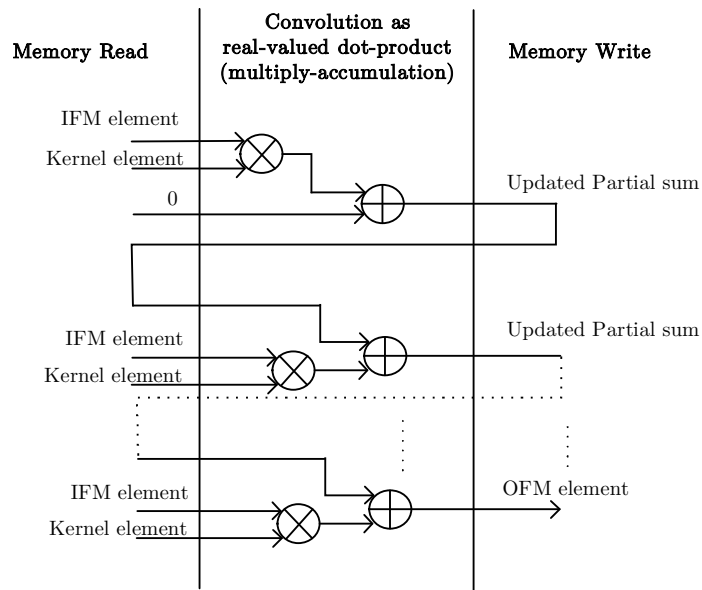 Memory Read
Convolution as
real-valued dot-product
(multiply-accumulation)
Memory Write
IFM element
Kernel element
0
Updated Partial sum
IFM element
Kernel element
Updated Partial sum
IFM element
Kernel element
OFM element